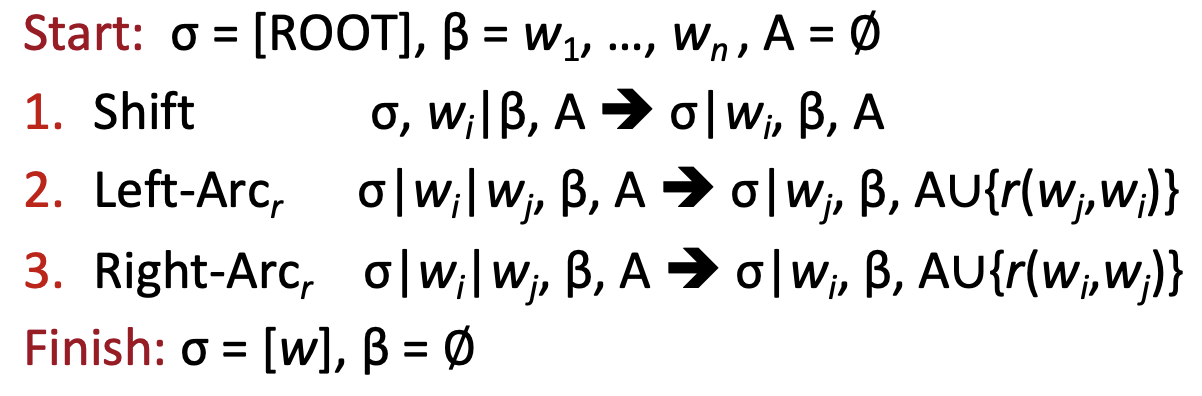 Start: σ = [ROOT], β = w₁, …, wₙ , A = ∅
1. Shift σ, wᵢ|β, A ➔ σ|wᵢ, β, A
2. Left-Arcᵣ σ|wᵢ|wⱼ, β, A ➔ σ|wⱼ, β, A∪{r(wⱼ,wᵢ)}
3. Right-Arcᵣ σ|wᵢ|wⱼ, β, A ➔ σ|wᵢ, β, A∪{r(wᵢ,wⱼ)}
Finish: σ = [w], β = ∅